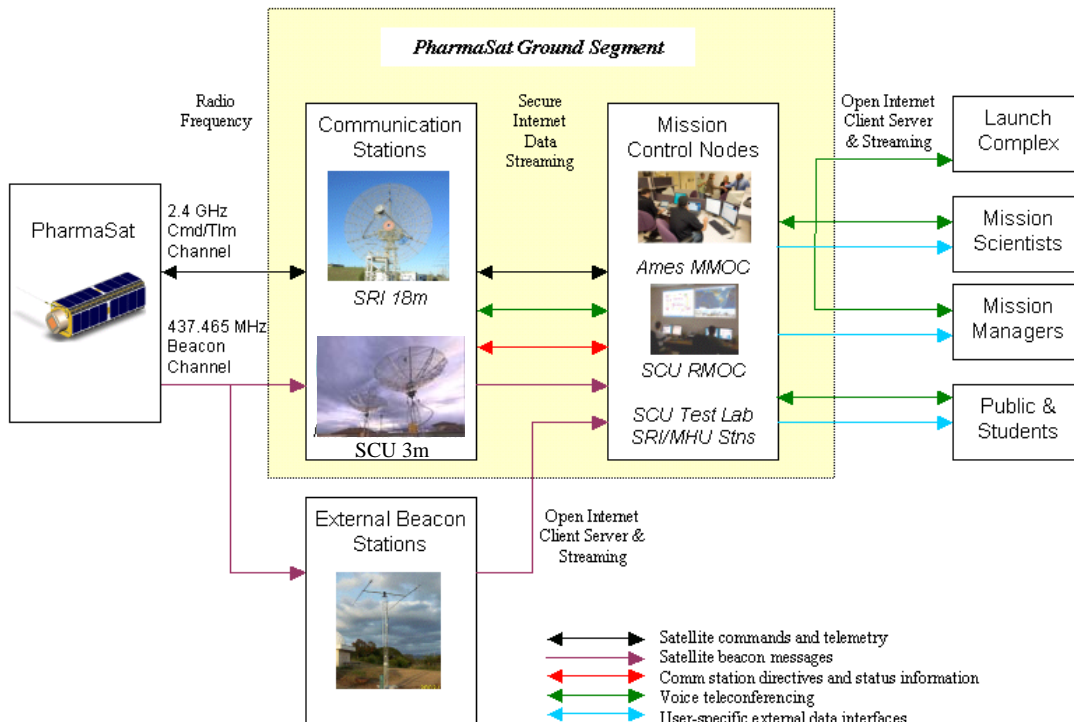 PharmaSat Ground Segment
Radio
Frequency
Communication
Stations
Secure
Internet
Data
Streaming
Mission
Control Nodes
Open Internet
Client Server
& Streaming
Launch
Complex
PharmaSat
2.4 GHz
Cmd/Tlm
Channel
SRI 18m
Ames MMOC
Mission
Scientists
437.465 MHz
Beacon
Channel
SCU RMOC
Mission
Managers
SCU 3m
SCU Test Lab
SRI/MHU Stns
Public &
Students
External Beacon
Stations
Open Internet
Client Server &
Streaming
Satellite commands and telemetry
Satellite beacon messages
Comm station directives and status information
Voice teleconferencing
User-specific external data interfaces